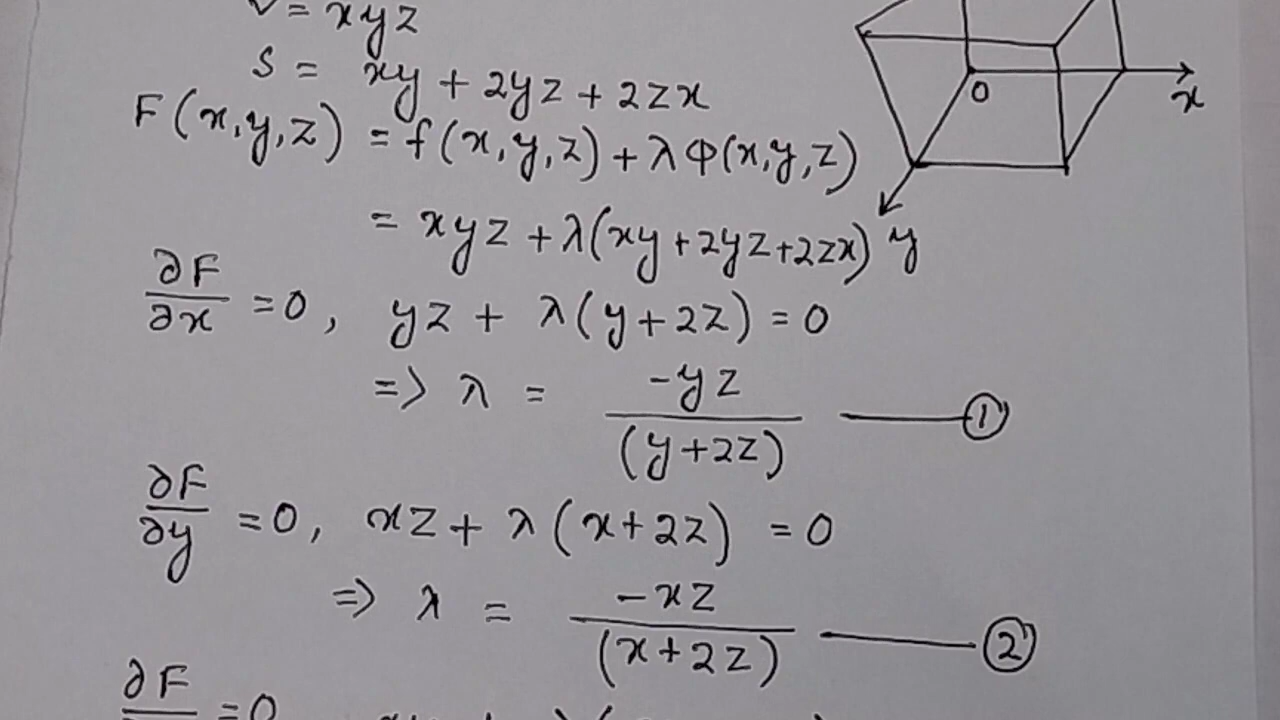 V = xyz
S = xy + 2yz + 2zx
F(x,y,z) = f(x,y,z) + λφ(x,y,z)
= xyz + λ(xy + 2yz + 2zx)
∂F/∂x = 0, yz + λ(y + 2z) = 0
=> λ = -yz/(y + 2z) ——— ①
∂F/∂y = 0, xz + λ(x + 2z) = 0
=> λ = -xz/(x + 2z) ——— ②
∂F
= 0
O
x
y